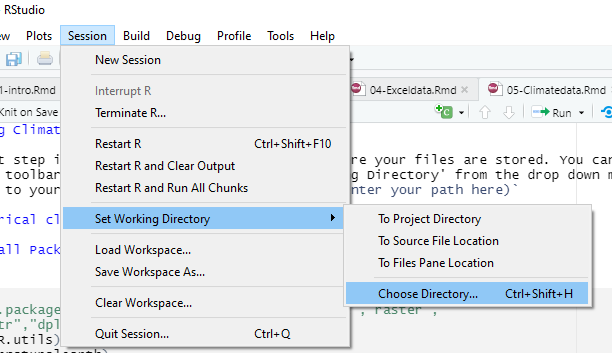 RStudio
ew Plots Session Build Debug Profile Tools Help
1-intro.Rmd 04-Exceldata.Rmd 05-Climatedata.Rmd
Knit on Save Run
New Session
Interrupt R
Terminate R...
Restart R Ctrl+Shift+F10
Restart R and Clear Output
Restart R and Run All Chunks
Set Working Directory
Load Workspace...
Save Workspace As...
Clear Workspace...
Quit Session... Ctrl+Q
To Project Directory
To Source File Location
To Files Pane Location
Choose Directory... Ctrl+Shift+H
g Climat
t step i re your files are stored. You can
toolbar g Directory' from the drop down m
to your nter your path here)`
rical cl
all Pack
.package raster",
tr","dpl
R.utils)